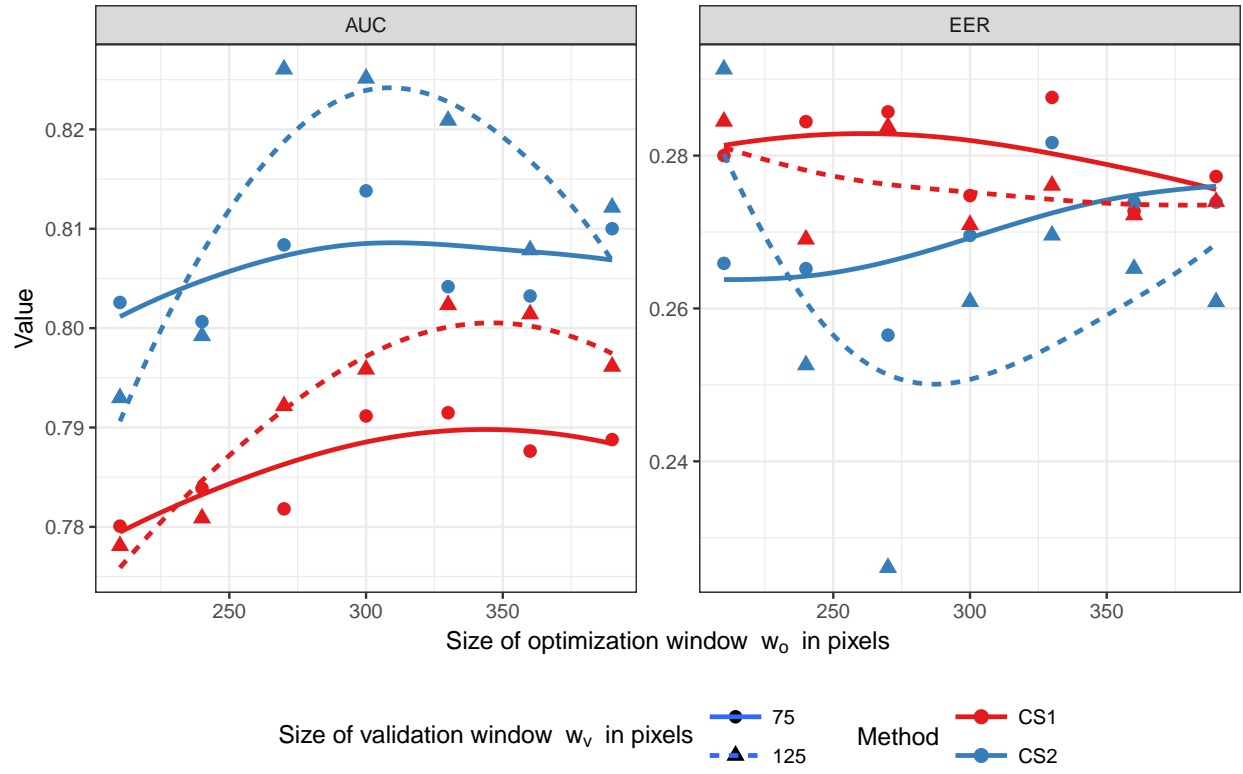 AUC
EER
Value
0.82
0.81
0.80
0.79
0.78
0.28
0.26
0.24
250 300 350
250 300 350
Size of optimization window wₒ in pixels
Size of validation window wᵥ in pixels
75
125
Method
CS1
CS2